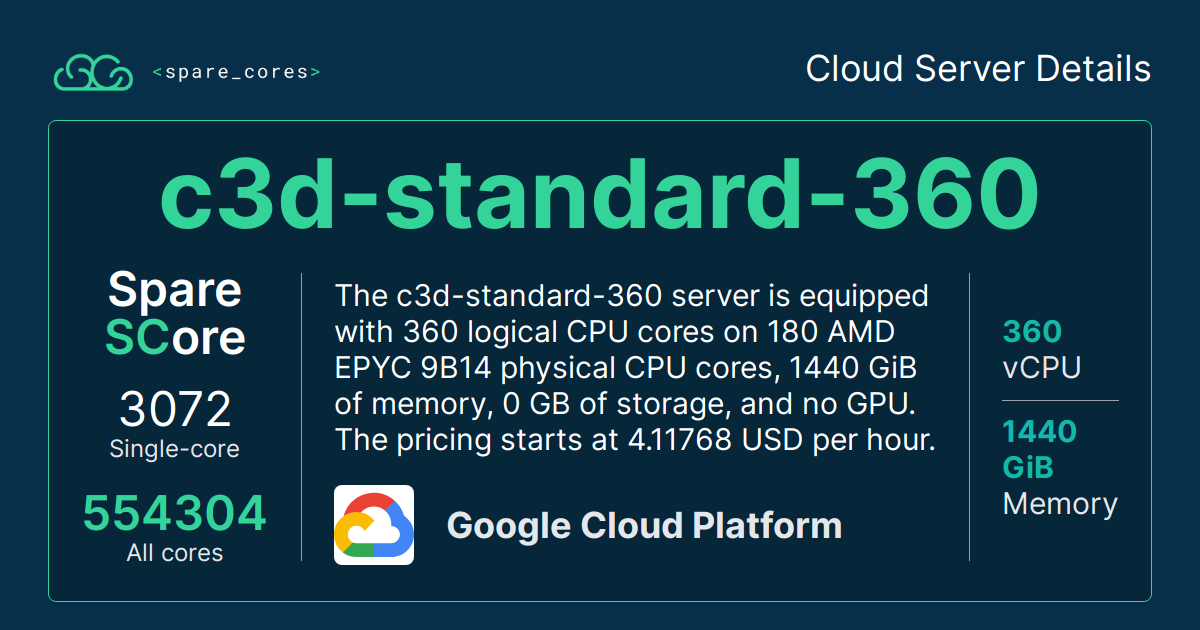 <spare_cores>
Cloud Server Details
c3d-standard-360
Spare
SCore
3072
Single-core
554304
All cores
The c3d-standard-360 server is equipped
with 360 logical CPU cores on 180 AMD
EPYC 9B14 physical CPU cores, 1440 GiB
of memory, 0 GB of storage, and no GPU.
The pricing starts at 4.11768 USD per hour.
Google Cloud Platform
360
vCPU
1440
GiB
Memory